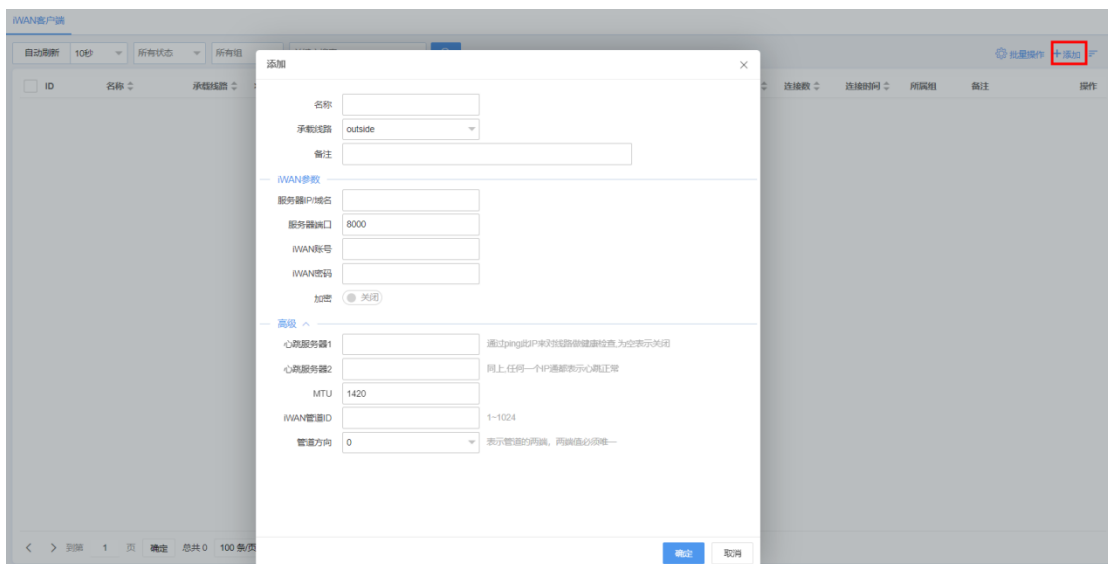 iWAN客户端
自动刷新 10秒 所有状态 所有组 批量操作 +添加
添加
ID 名称 承载线路 连接数 连接时间 所属组 备注 操作
名称
承载线路 outside
备注
iWAN参数
服务器IP/域名
服务器端口 8000
iWAN账号
iWAN密码
加密 关闭
高级
心跳服务器1 通过ping此IP来对线路做健康检查,为空表示关闭
心跳服务器2 同上,任何一个IP通都表示心跳正常
MTU 1420
iWAN管道ID 1~1024
管道方向 0 表示管道的两端，两端值必须唯一
到第 1 页 确定 总共 0 100 条/页
确定 取消